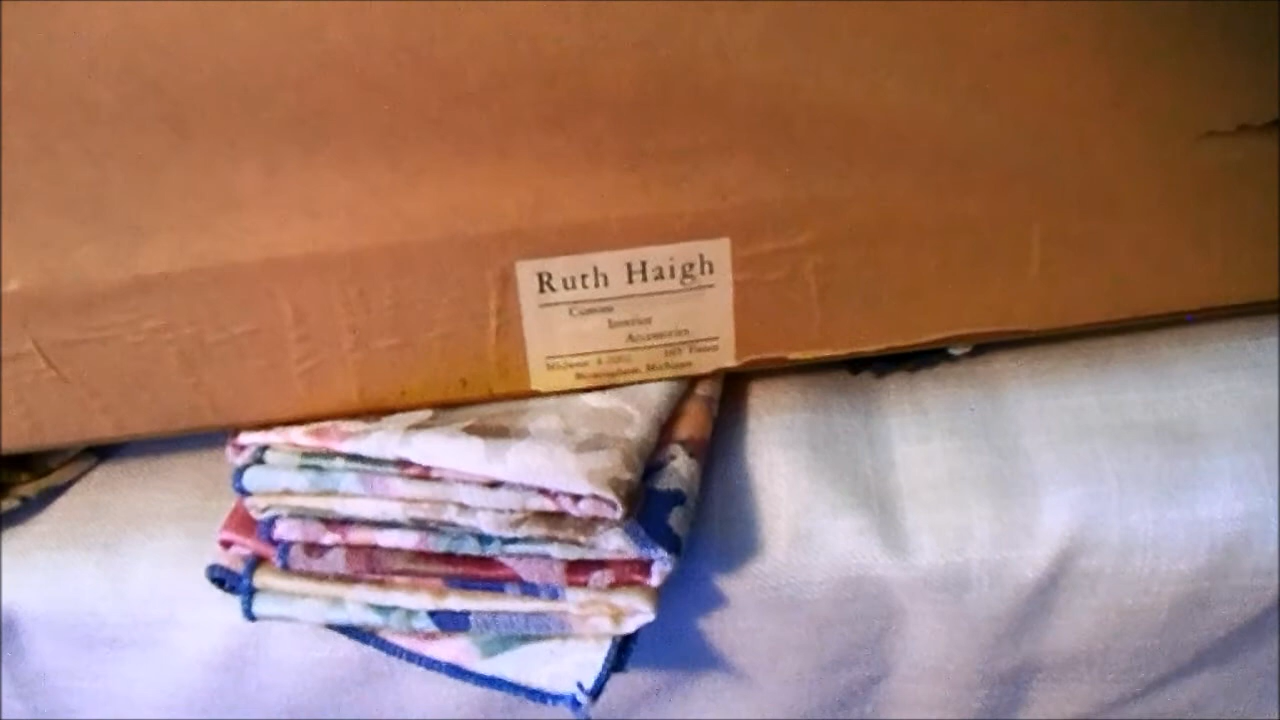 Ruth Haigh
Custom
Interior
Accessories
Birmingham, Michigan